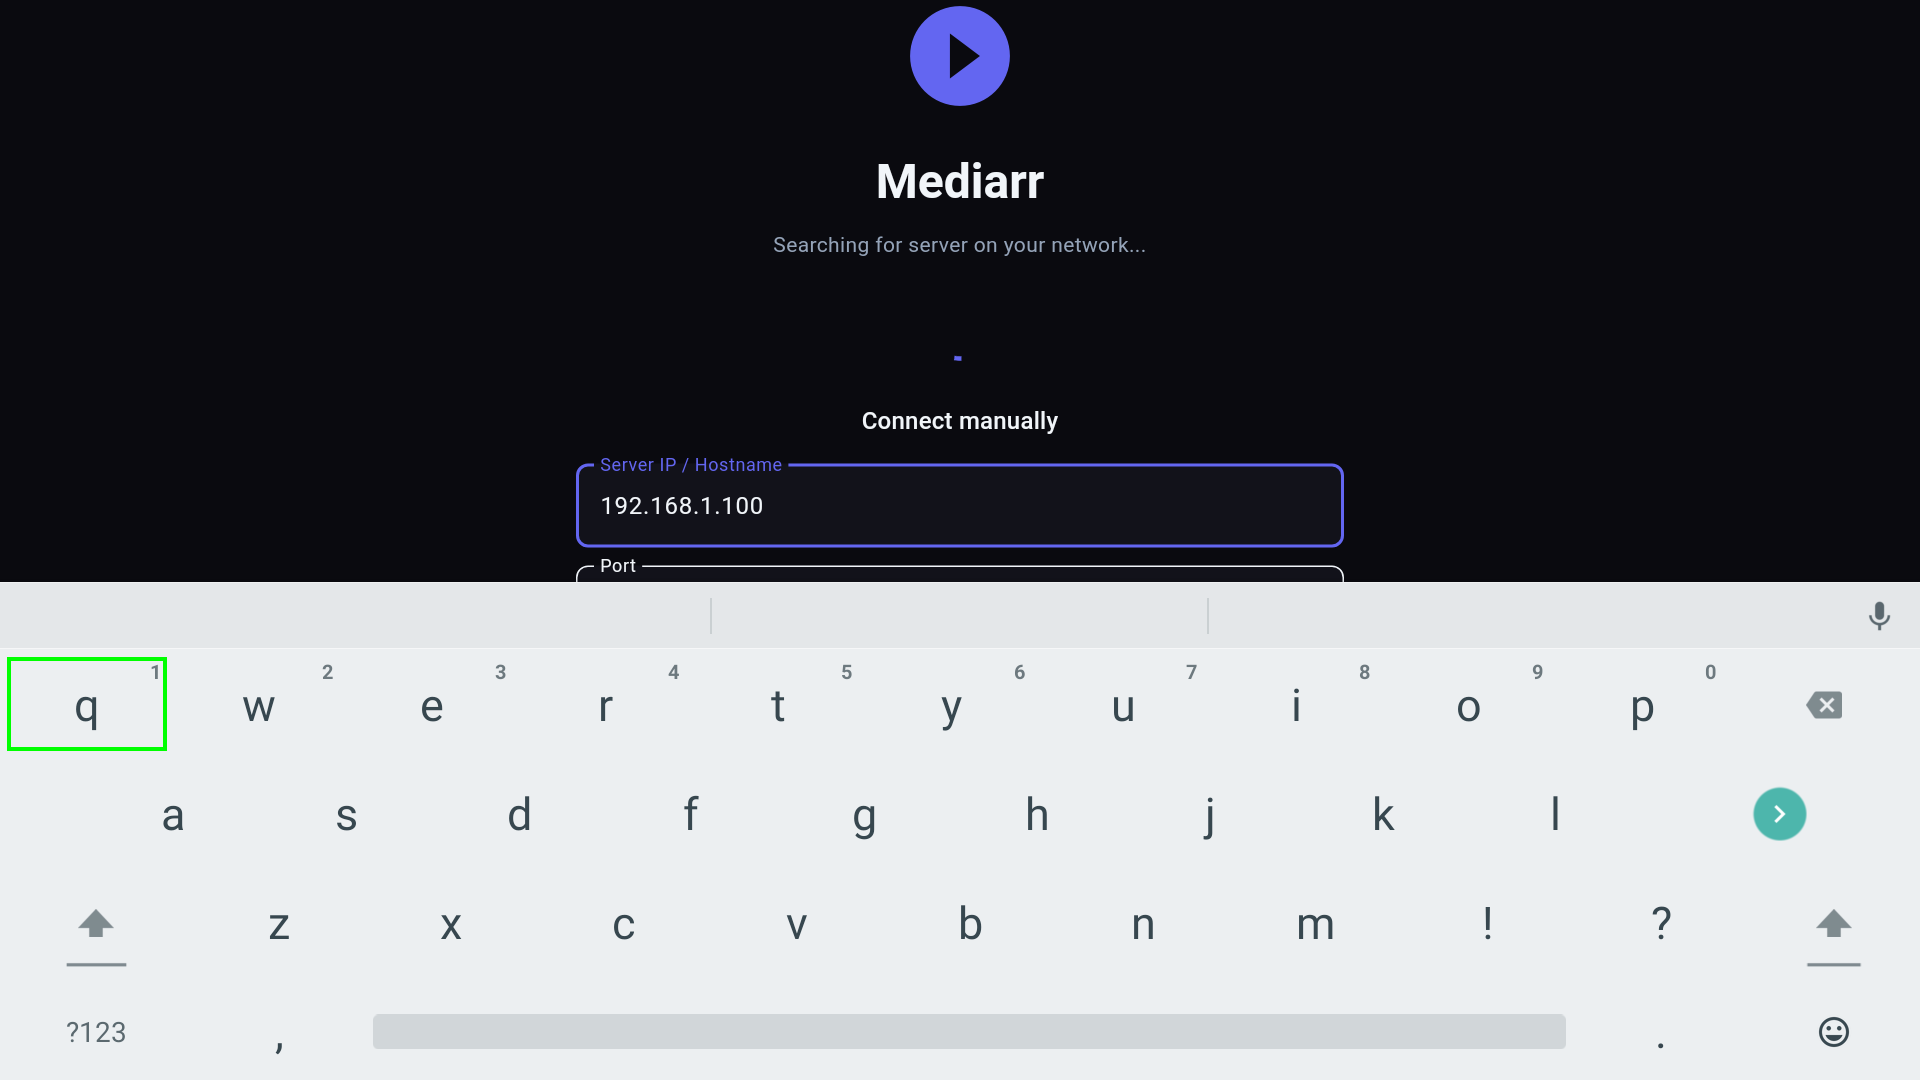 Mediarr
Searching for server on your network...
Connect manually
Server IP / Hostname
192.168.1.100
Port
q 1 w 2 e 3 r 4 t 5 y 6 u 7 i 8 o 9 p 0
a s d f g h j k l
z x c v b n m ! ?
?123 , .